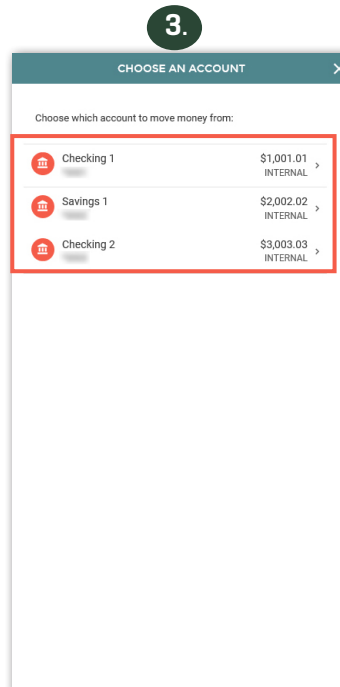 3.
CHOOSE AN ACCOUNT
Choose which account to move money from:
Checking 1
$1,001.01
INTERNAL
Savings 1
$2,002.02
INTERNAL
Checking 2
$3,003.03
INTERNAL